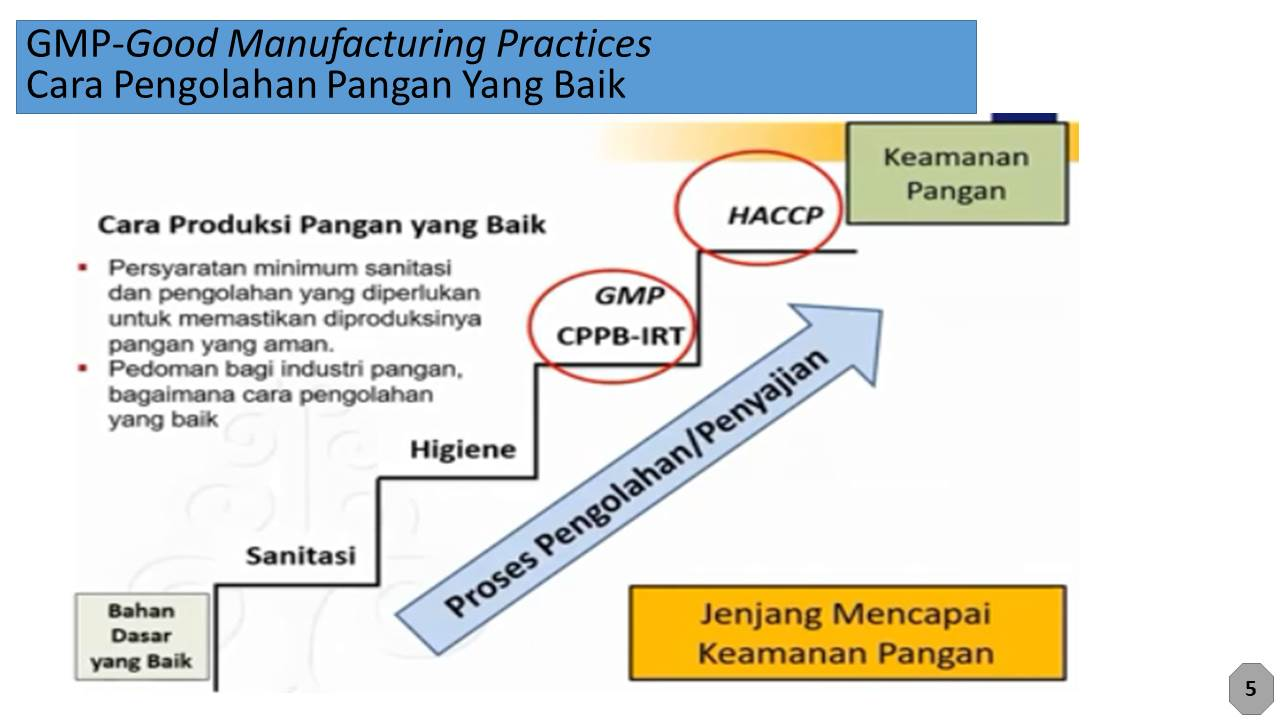 GMP-Good Manufacturing Practices
Cara Pengolahan Pangan Yang Baik
Keamanan
Pangan
HACCP
Cara Produksi Pangan yang Baik
▪ Persyaratan minimum sanitasi
dan pengolahan yang diperlukan
untuk memastikan diproduksinya
pangan yang aman.
▪ Pedoman bagi industri pangan,
bagaimana cara pengolahan
yang baik
GMP
CPPB-IRT
Higiene
Sanitasi
Bahan
Dasar
yang Baik
Proses Pengolahan/Penyajian
Jenjang Mencapai
Keamanan Pangan
5